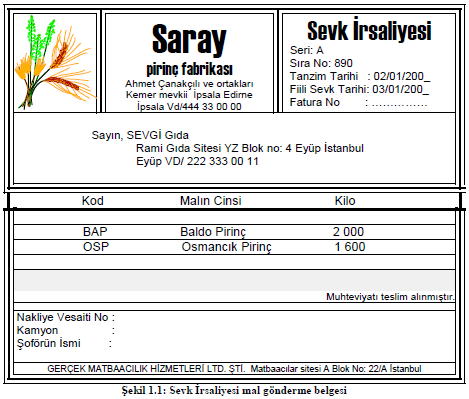 Saray
pirinç fabrikası
Ahmet Çanakçılı ve ortakları
Kemer mevkii İpsala Edirne
İpsala Vd/444 33 00 00
Sevk İrsaliyesi
Seri: A
Sıra No: 890
Tanzim Tarihi : 02/01/200_
Fiili Sevk Tarihi: 03/01/200_
Fatura No : ……………
Sayın, SEVGİ Gıda
Rami Gıda Sitesi YZ Blok no: 4 Eyüp İstanbul
Eyüp VD/ 222 333 00 11
Kod Malın Cinsi Kilo
BAP Baldo Pirinç 2 000
OSP Osmancık Pirinç 1 600
Muhteviyatı teslim alınmıştır.
Nakliye Vesaiti No :
Kamyon :
Şoförün İsmi :
GERÇEK MATBAACILIK HİZMETLERİ LTD. ŞTİ. Matbaacılar sitesi A Blok No: 22/A İstanbul
Şekil 1.1: Sevk İrsaliyesi mal gönderme belgesi